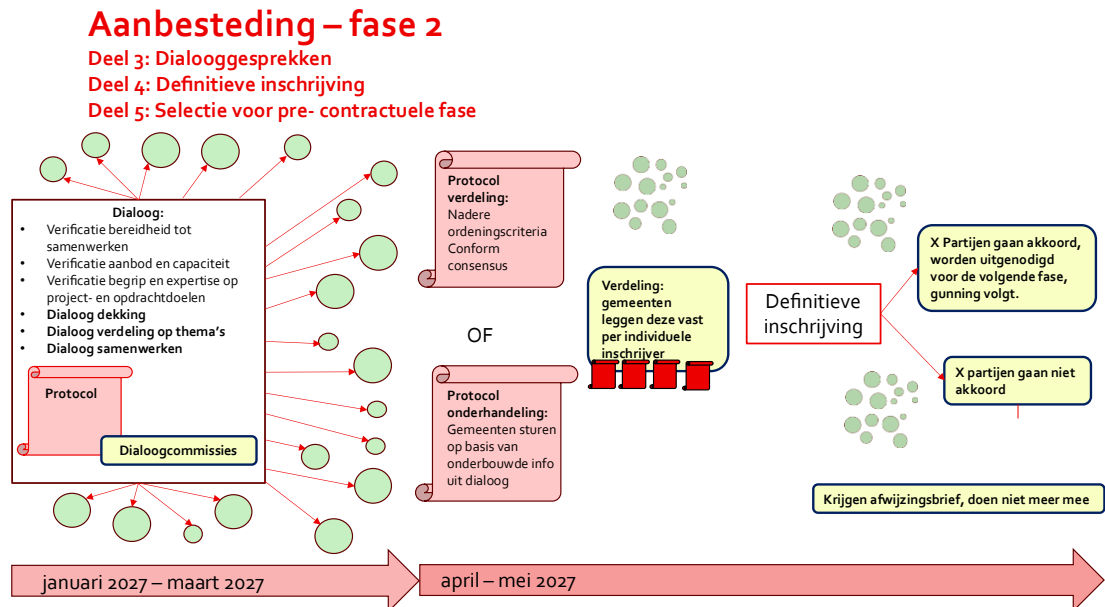 Aanbesteding – fase 2
Deel 3: Dialooggesprekken
Deel 4: Definitieve inschrijving
Deel 5: Selectie voor pre- contractuele fase
Dialoog:
• Verificatie bereidheid tot
samenwerken
• Verificatie aanbod en capaciteit
• Verificatie begrip en expertise op
project- en opdrachtdoelen
• Dialoog dekking
• Dialoog verdeling op thema's
• Dialoog samenwerken
Protocol
Dialoogcommissies
Protocol
verdeling:
Nadere
ordeningscriteria
Conform
consensus
OF
Protocol
onderhandeling:
Gemeenten sturen
op basis van
onderbouwde info
uit dialoog
Verdeling:
gemeenten
leggen deze vast
per individuele
inschrijver
Definitieve
inschrijving
X Partijen gaan akkoord,
worden uitgenodigd
voor de volgende fase,
gunning volgt.
X partijen gaan niet
akkoord
Krijgen afwijzingsbrief, doen niet meer mee
januari 2027 – maart 2027
april – mei 2027